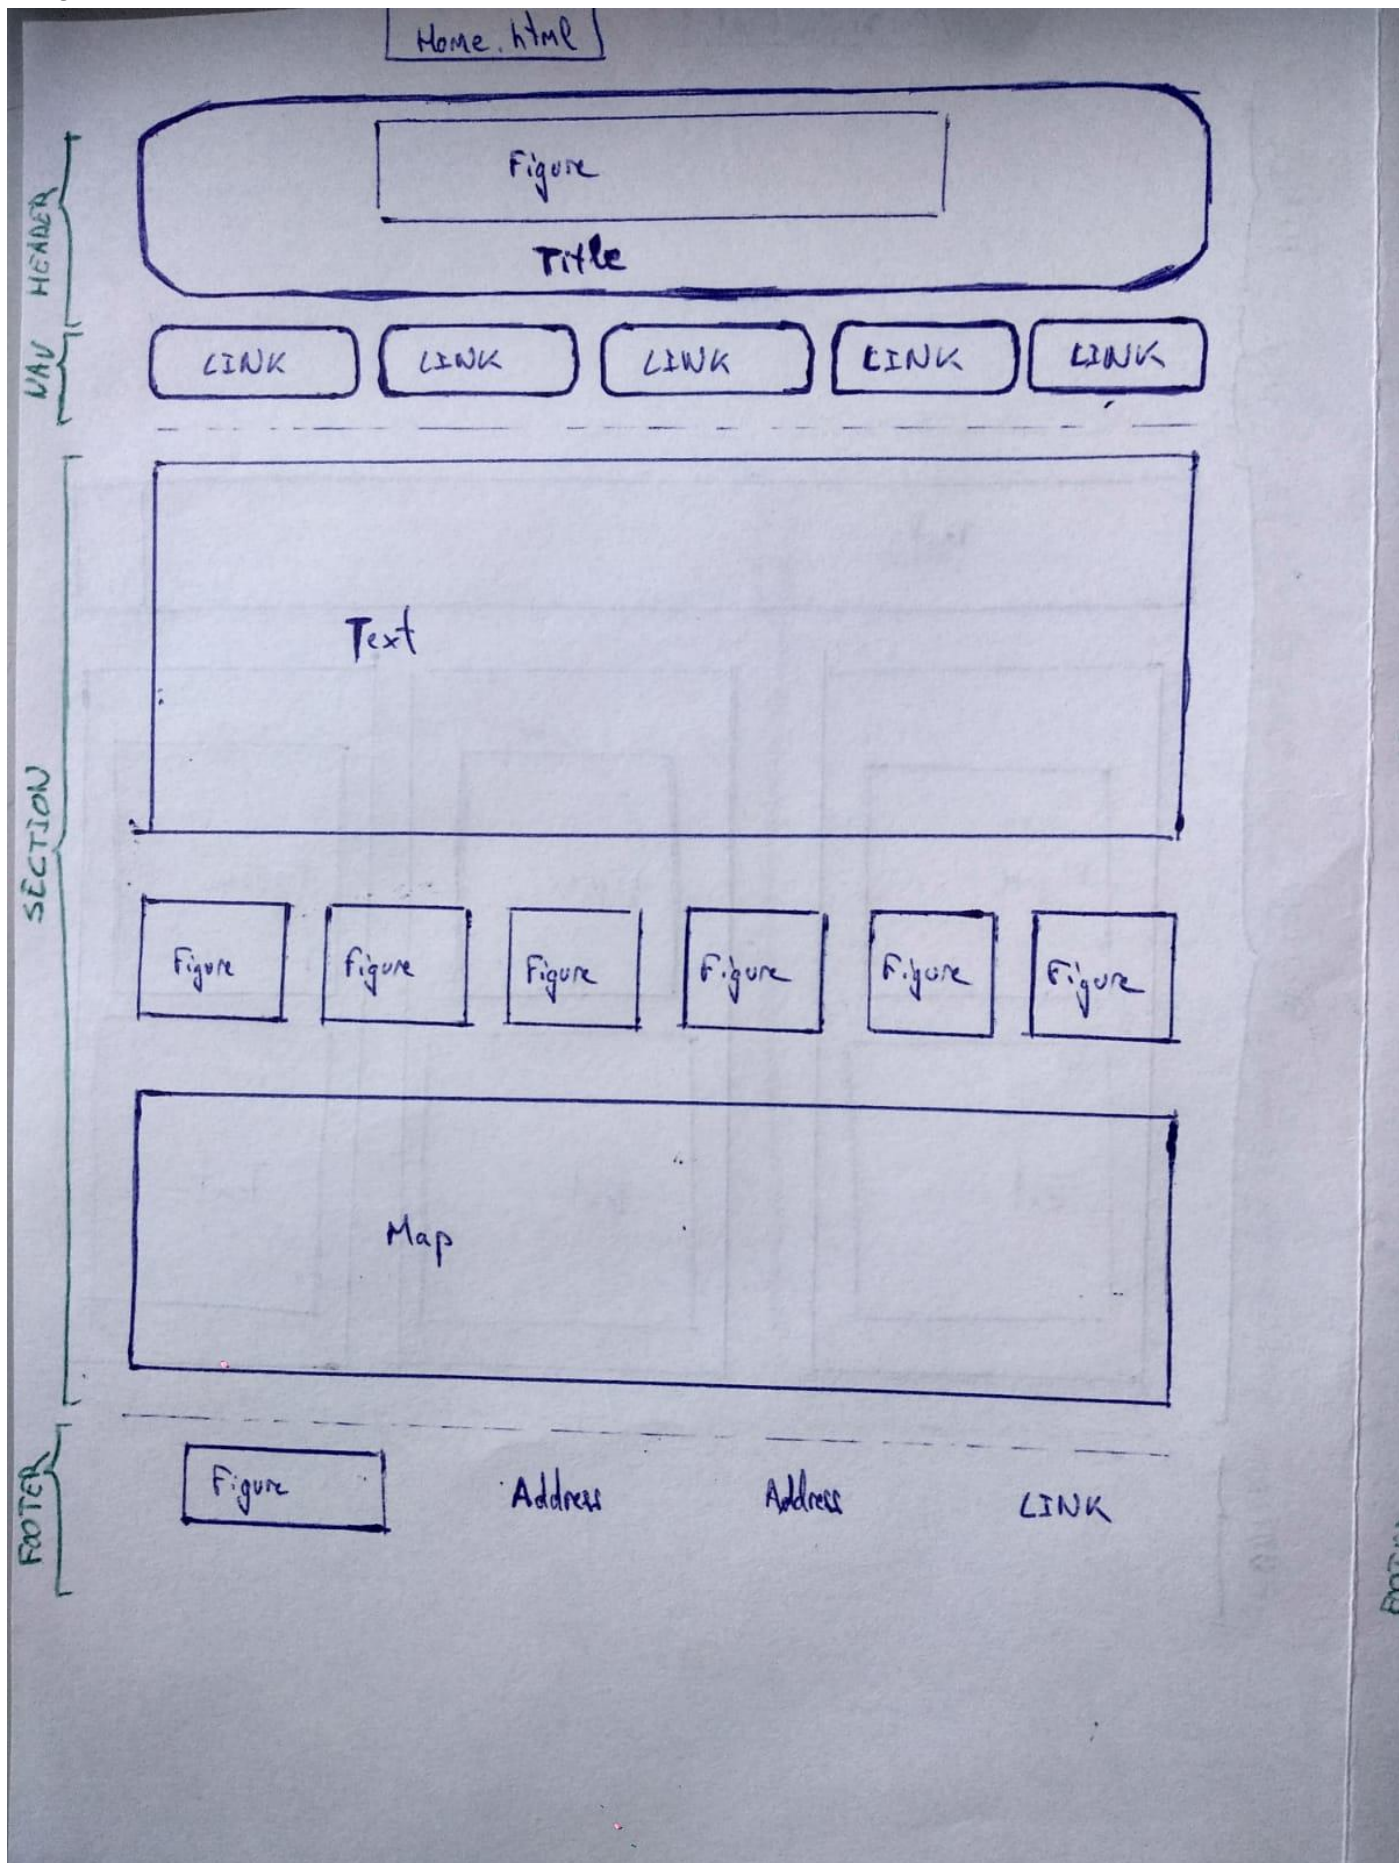 Home.html
HEADER
Figure
Title
NAV
LINK LINK LINK LINK LINK
SECTION
Text
Figure Figure Figure Figure Figure Figure
Map
FOOTER
Figure Address Address LINK